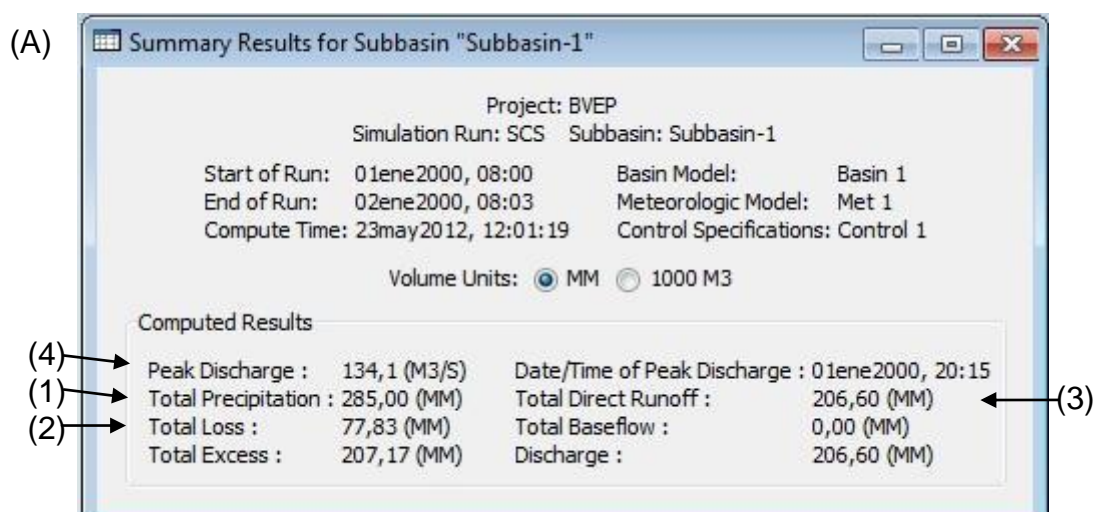 (A)
Summary Results for Subbasin "Subbasin-1"
Project: BVEP
Simulation Run: SCS Subbasin: Subbasin-1
Start of Run: 01ene2000, 08:00 Basin Model: Basin 1
End of Run: 02ene2000, 08:03 Meteorologic Model: Met 1
Compute Time: 23may2012, 12:01:19 Control Specifications: Control 1
Volume Units: MM 1000 M3
Computed Results
(4) Peak Discharge : 134,1 (M3/S) Date/Time of Peak Discharge : 01ene2000, 20:15
(1) Total Precipitation : 285,00 (MM) Total Direct Runoff : 206,60 (MM) (3)
(2) Total Loss : 77,83 (MM) Total Baseflow : 0,00 (MM)
Total Excess : 207,17 (MM) Discharge : 206,60 (MM)